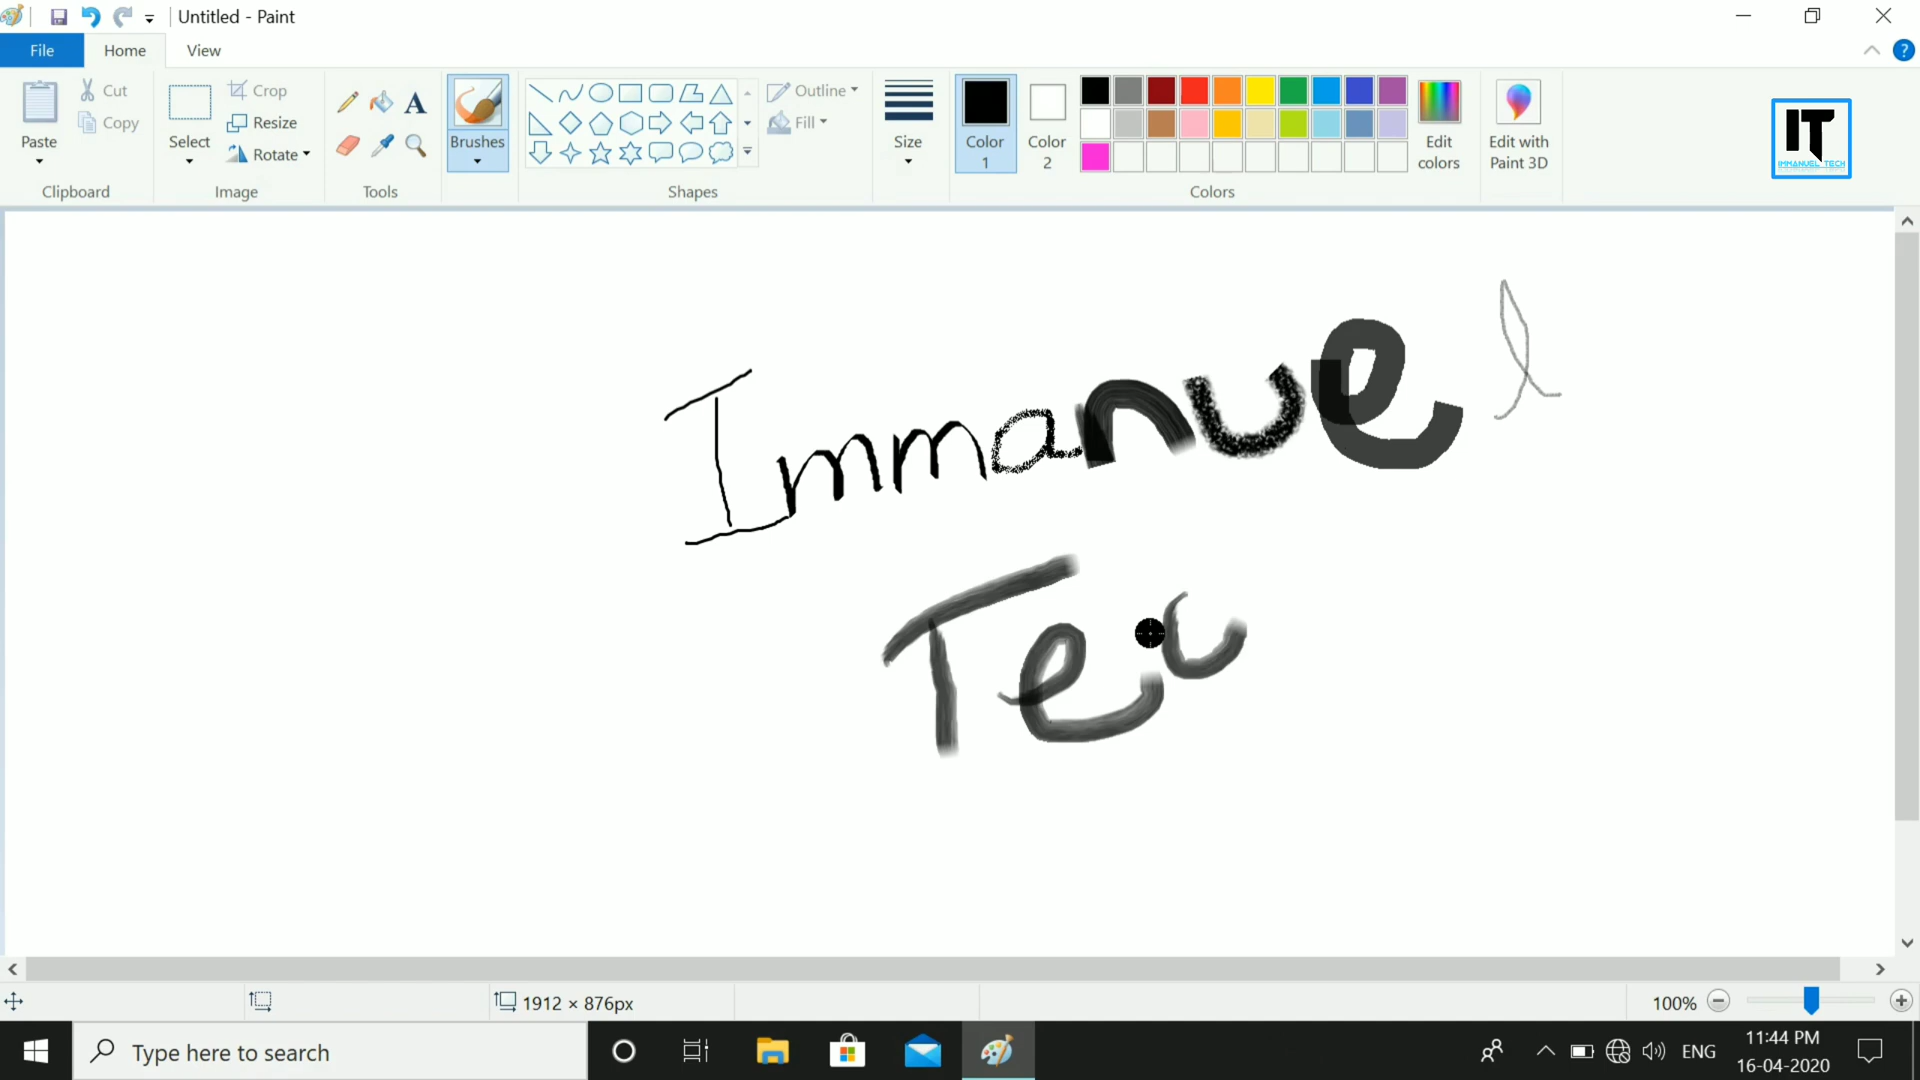 Untitled - Paint
File Home View ?
Paste
Cut
Copy
Clipboard
Select
Crop
Resize
Rotate
Image
A
Tools
Brushes
Outline
Fill
Shapes
Size
Color 1
Color 2
Edit colors
Colors
Edit with Paint 3D
IT
IMMANUEL TECH
Immanuel
Tec
1912 × 876px
100%
Type here to search
ENG
11:44 PM
16-04-2020